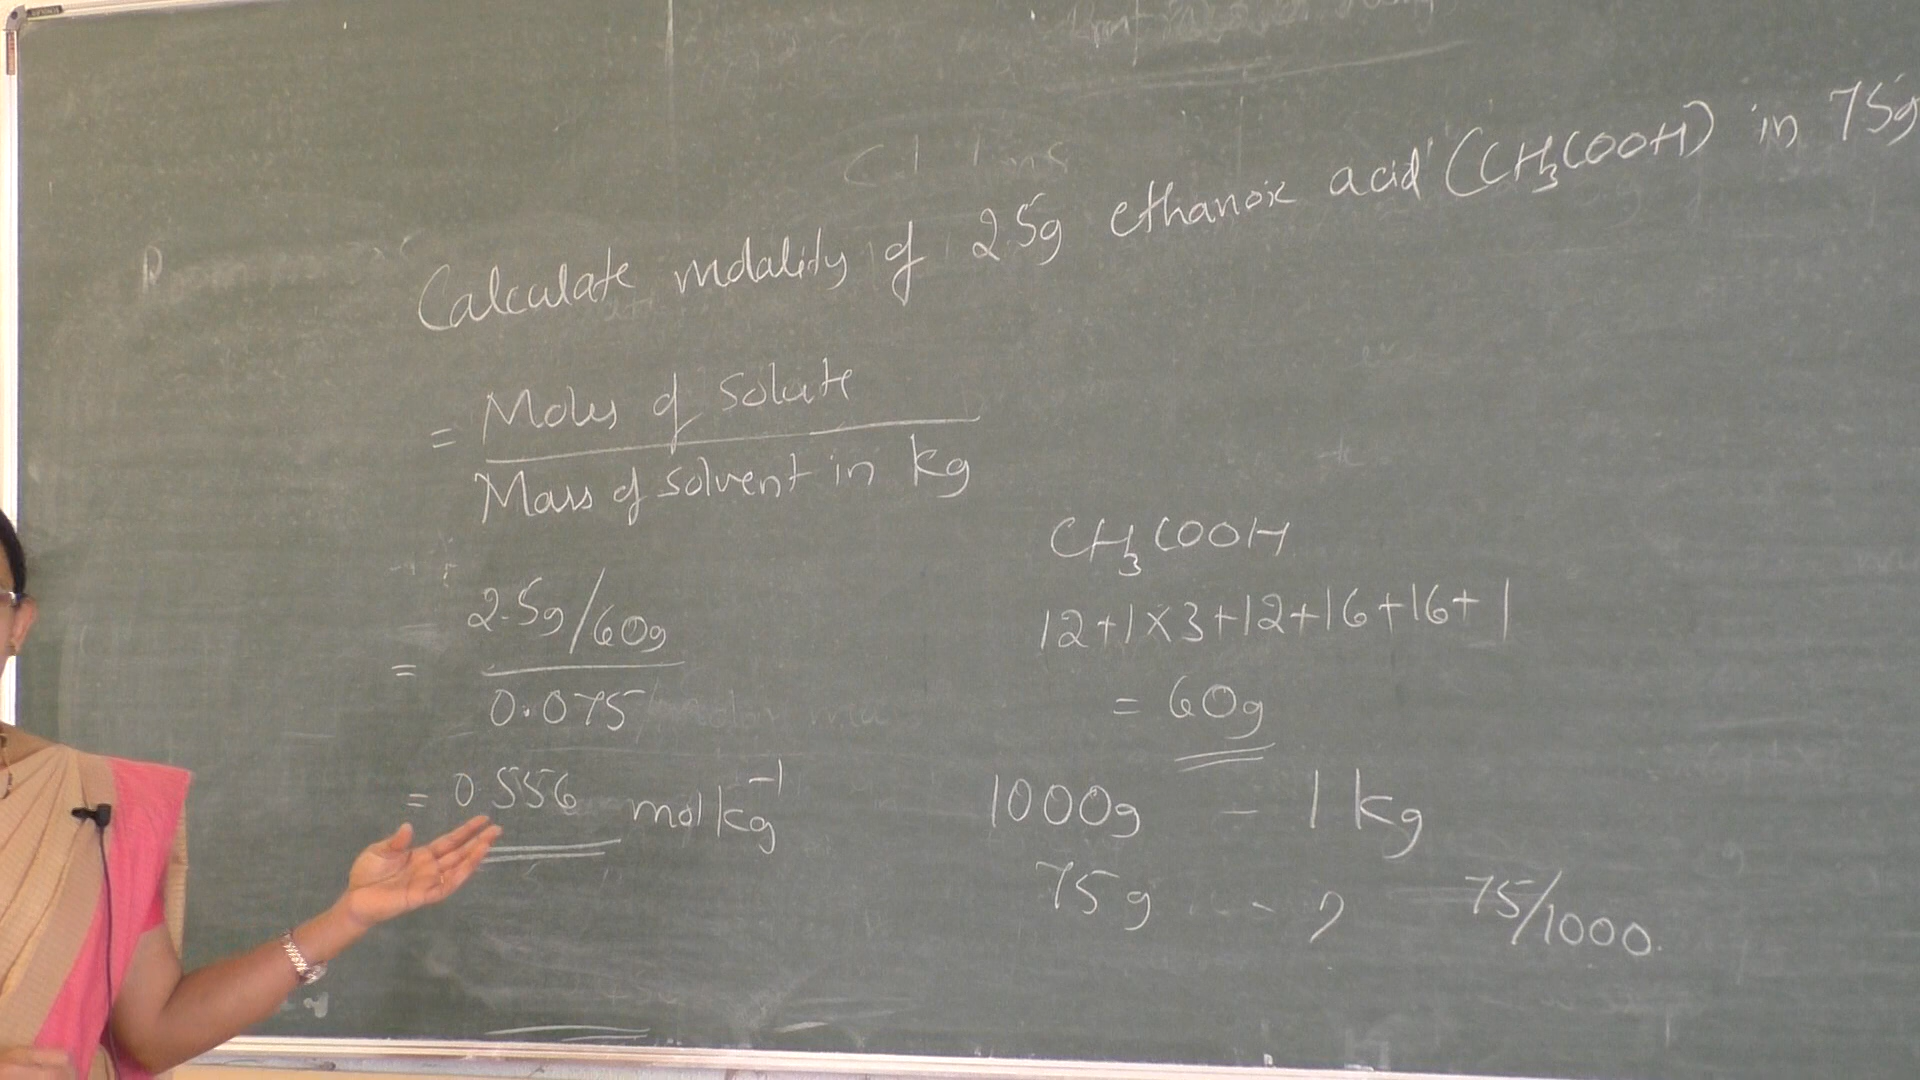 Calculate molality of 2.5g ethanoic acid (CH3COOH) in 75g
= Moles of solute
Mass of solvent in kg
= 2.5g/60g
0.075
= 0.556 mol kg-1
CH3COOH
12+1×3+12+16+16+1
= 60g
1000g - 1 kg
75g - ? 75/1000